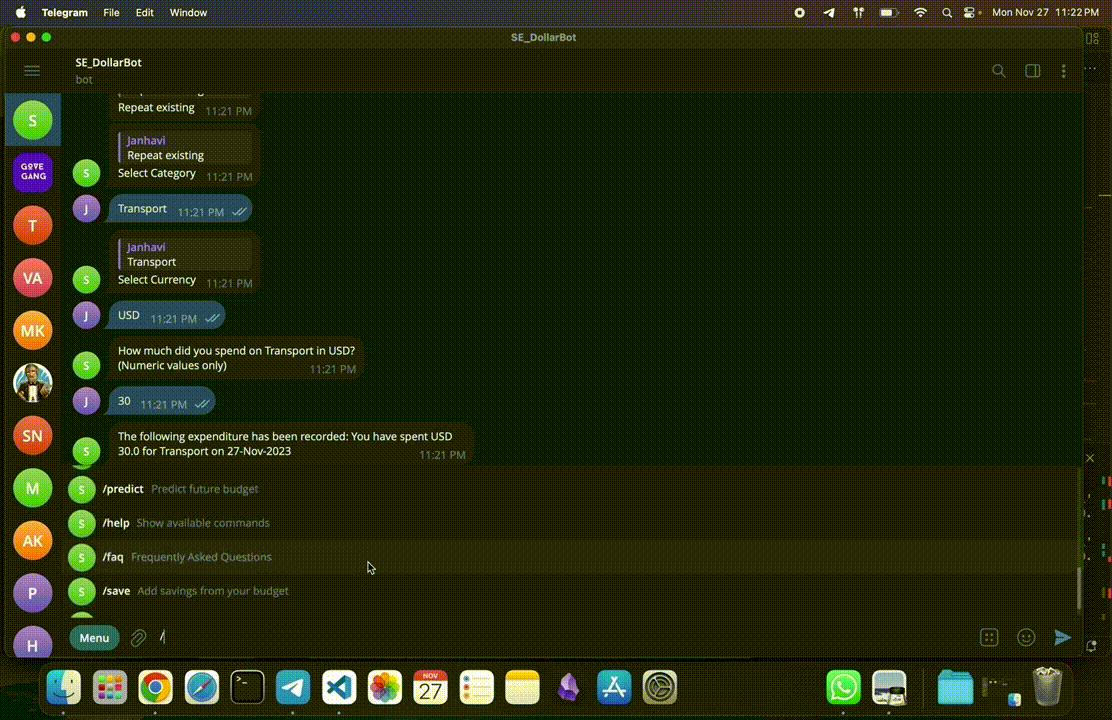 Telegram File Edit Window Mon Nov 27 11:22 PM
SE_DollarBot
SE_DollarBot
bot
Repeat existing 11:21 PM
Janhavi
Repeat existing
Select Category 11:21 PM
Transport 11:21 PM
Janhavi
Transport
Select Currency 11:21 PM
USD 11:21 PM
How much did you spend on Transport in USD?
(Numeric values only) 11:21 PM
30 11:21 PM
The following expenditure has been recorded: You have spent USD
30.0 for Transport on 27-Nov-2023 11:21 PM
/predict Predict future budget
/help Show available commands
/faq Frequently Asked Questions
/save Add savings from your budget
Menu /
S
GOVE
GANG
T
VA
MK
SN
M
AK
P
H
S
J
S
J
S
J
S
S
S
S
S
NOV
27